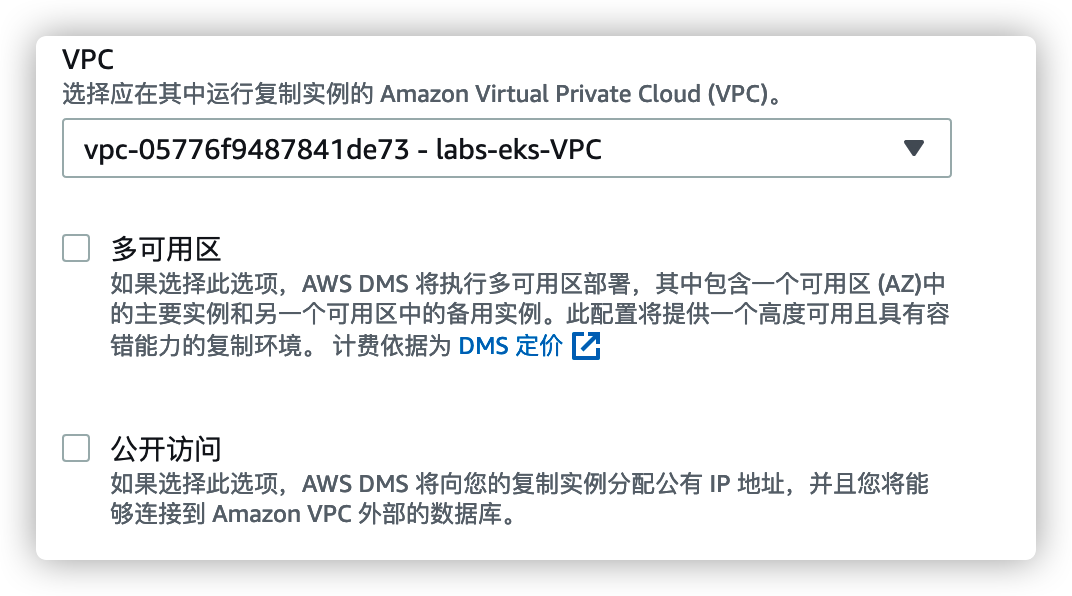 VPC
选择应在其中运行复制实例的 Amazon Virtual Private Cloud (VPC)。
vpc-05776f9487841de73 - labs-eks-VPC
多可用区
如果选择此选项，AWS DMS 将执行多可用区部署，其中包含一个可用区 (AZ)中
的主要实例和另一个可用区中的备用实例。此配置将提供一个高度可用且具有容
错能力的复制环境。 计费依据为 DMS 定价
公开访问
如果选择此选项，AWS DMS 将向您的复制实例分配公有 IP 地址，并且您将能
够连接到 Amazon VPC 外部的数据库。